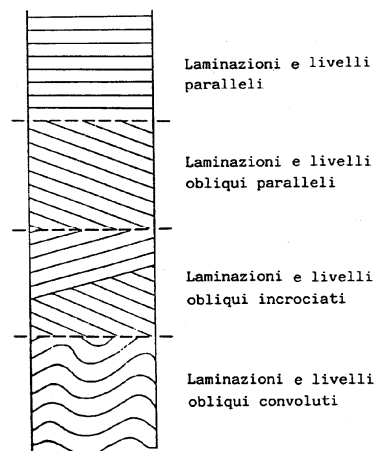 Laminazioni e livelli
paralleli
Laminazioni e livelli
obliqui paralleli
Laminazioni e livelli
obliqui incrociati
Laminazioni e livelli
obliqui convoluti